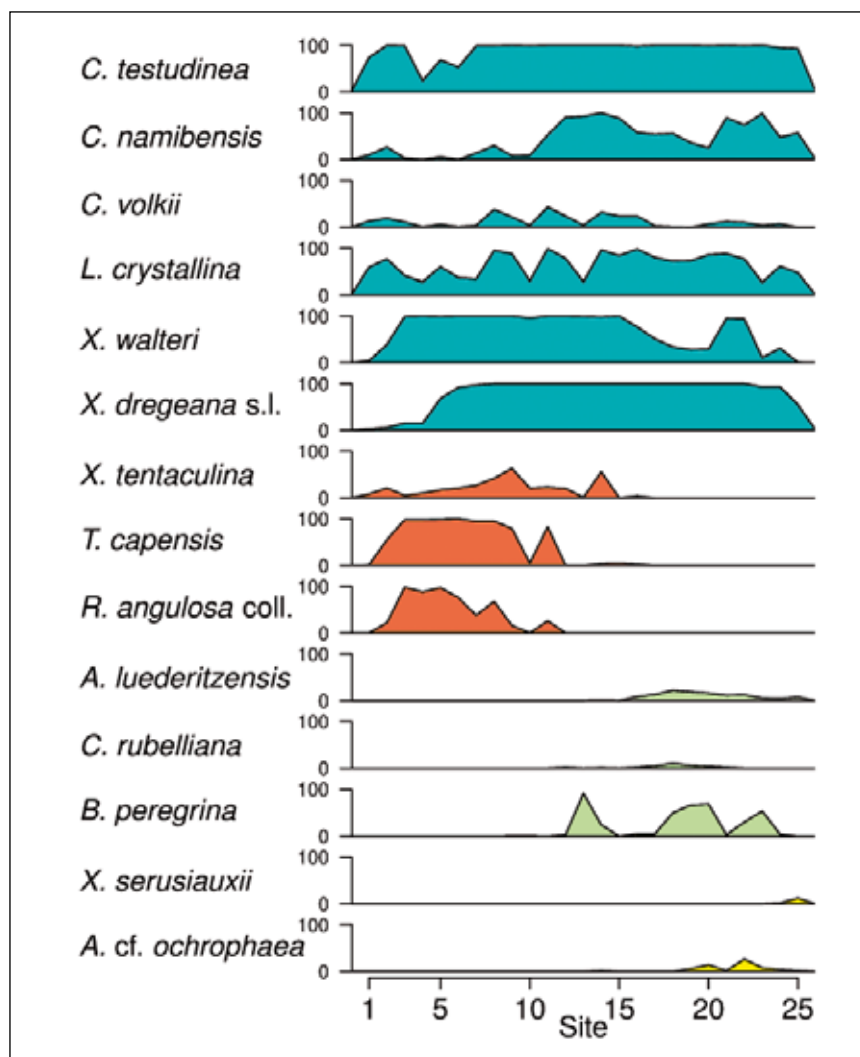 100
C. testudinea
0
100
C. namibensis
0
100
C. volkii
0
100
L. crystallina
0
100
X. walteri
0
100
X. dregeana s.l.
0
100
X. tentaculina
0
100
T. capensis
0
100
R. angulosa coll.
0
100
A. luederitzensis
0
100
C. rubelliana
0
100
B. peregrina
0
100
X. serusiauxii
0
100
A. cf. ochrophaea
0
1 5 10 15 20 25
Site